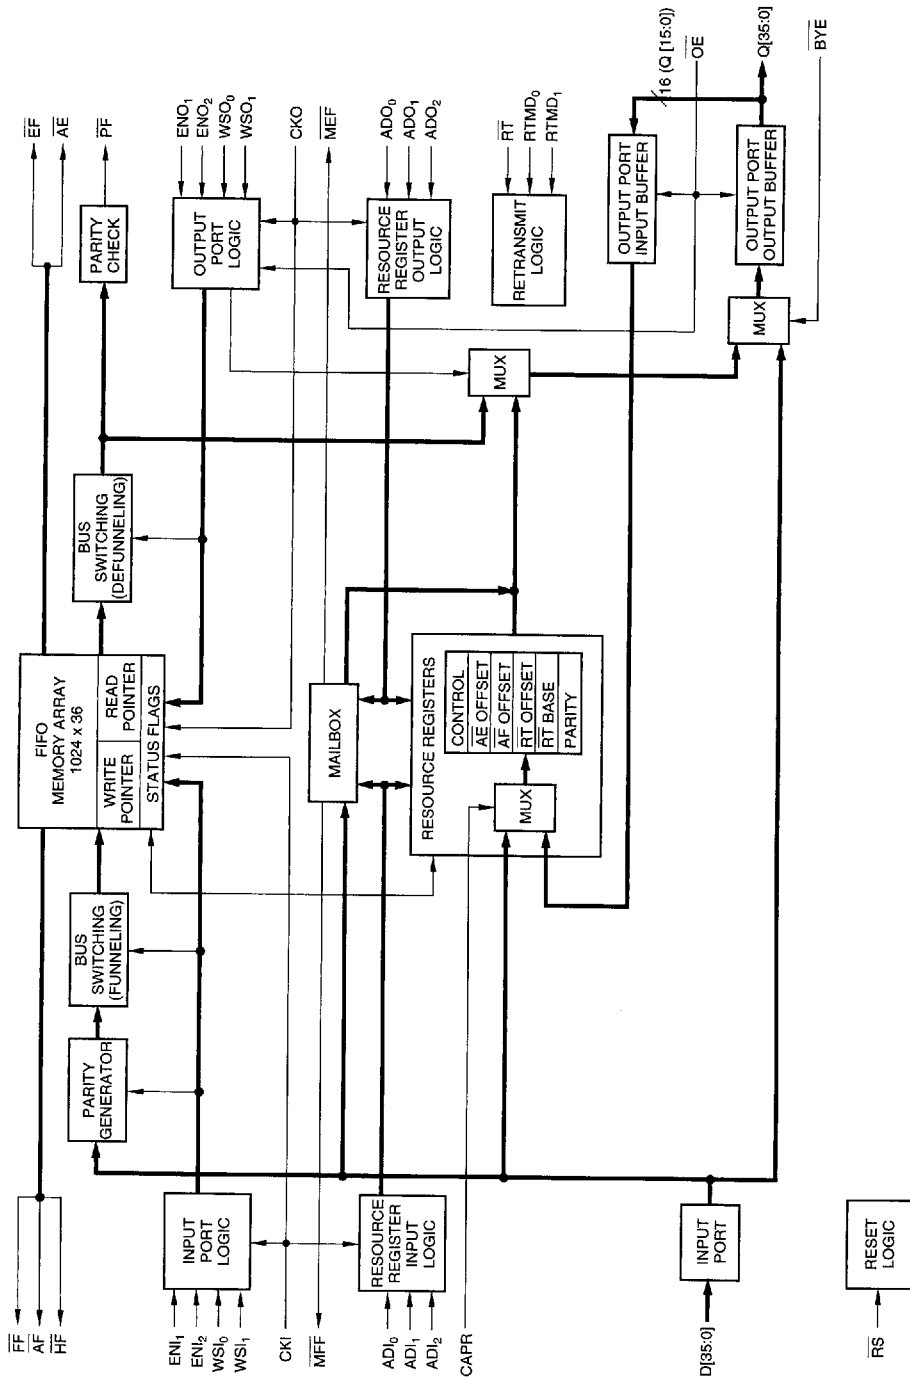 FF
AF
HF
EF
AE
PF
ENI1
ENI2
WSI0
WSI1
CKI
MFF
ADI0
ADI1
ADI2
CAPR
D[35:0]
RS
INPUT
PORT
LOGIC
RESOURCE
REGISTER
INPUT
LOGIC
INPUT
PORT
RESET
LOGIC
PARITY
GENERATOR
BUS
SWITCHING
(FUNNELING)
FIFO
MEMORY ARRAY
1024 x 36
WRITE
POINTER
READ
POINTER
STATUS FLAGS
MAILBOX
RESOURCE REGISTERS
MUX
CONTROL
AE OFFSET
AF OFFSET
RT OFFSET
RT BASE
PARITY
BUS
SWITCHING
(DEFUNNELING)
MUX
PARITY
CHECK
OUTPUT
PORT
LOGIC
RESOURCE
REGISTER
OUTPUT
LOGIC
RETRANSMIT
LOGIC
OUTPUT PORT
INPUT BUFFER
OUTPUT PORT
OUTPUT BUFFER
MUX
ENO1
ENO2
WSO0
WSO1
CKO
MEF
ADO0
ADO1
ADO2
RT
RTMD0
RTMD1
16 (Q [15:0])
OE
Q[35:0]
BYE